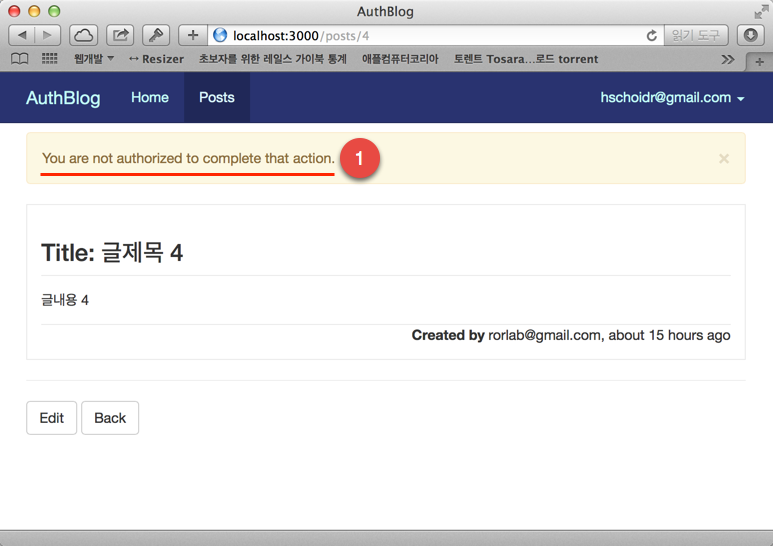 AuthBlog
localhost:3000/posts/4
읽기 도구
웹개발
Resizer
초보자를 위한 레일스 가이북 통계
애플컴퓨터코리아
토렌트 Tosara...로드 torrent
AuthBlog Home Posts hschoidr@gmail.com
You are not authorized to complete that action. 1 ×
Title: 글제목 4
글내용 4
Created by rorlab@gmail.com, about 15 hours ago
Edit Back